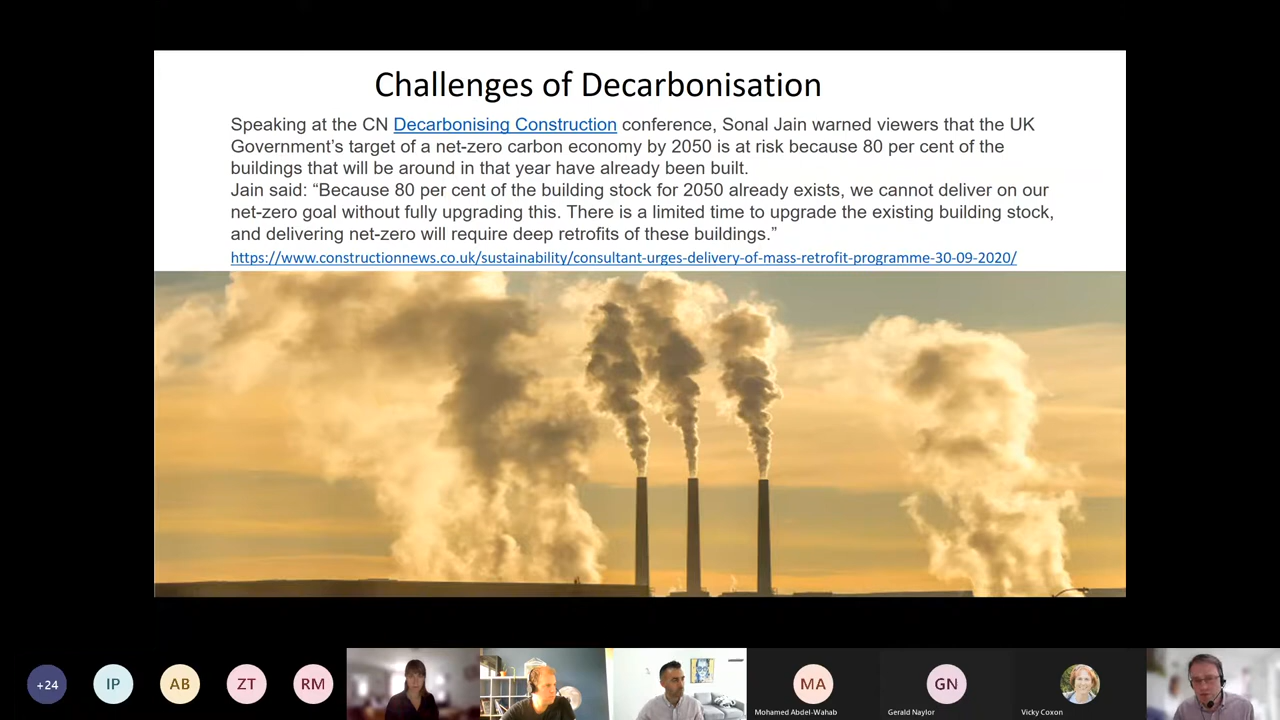 Challenges of Decarbonisation
Speaking at the CN Decarbonising Construction conference, Sonal Jain warned viewers that the UK
Government’s target of a net-zero carbon economy by 2050 is at risk because 80 per cent of the
buildings that will be around in that year have already been built.
Jain said: “Because 80 per cent of the building stock for 2050 already exists, we cannot deliver on our
net-zero goal without fully upgrading this. There is a limited time to upgrade the existing building stock,
and delivering net-zero will require deep retrofits of these buildings.”
https://www.constructionnews.co.uk/sustainability/consultant-urges-delivery-of-mass-retrofit-programme-30-09-2020/
+24
IP
AB
ZT
RM
MA
GN
Mohamed Abdel-Wahab
Gerald Naylor
Vicky Coxon